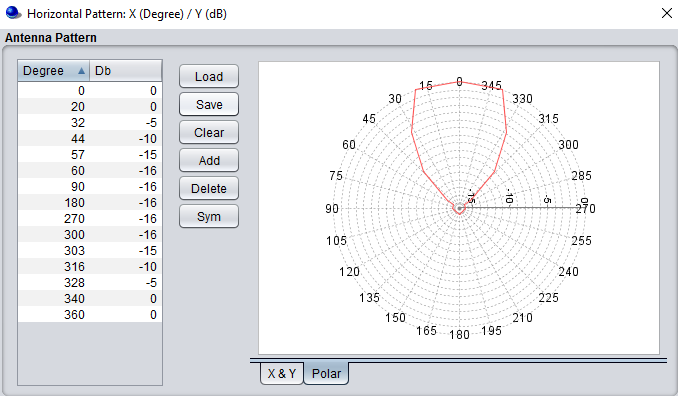 Horizontal Pattern: X (Degree) / Y (dB)
Antenna Pattern
Degree Db
0 0
20 0
32 -5
44 -10
57 -15
60 -16
90 -16
180 -16
270 -16
300 -16
303 -15
316 -10
328 -5
340 0
360 0
Load
Save
Clear
Add
Delete
Sym
0
15 345
30 330
45 315
60 300
75 285
-15 -10 -5 0
90 270
105 255
120 240
135 225
150 210
165 195
180
X & Y Polar